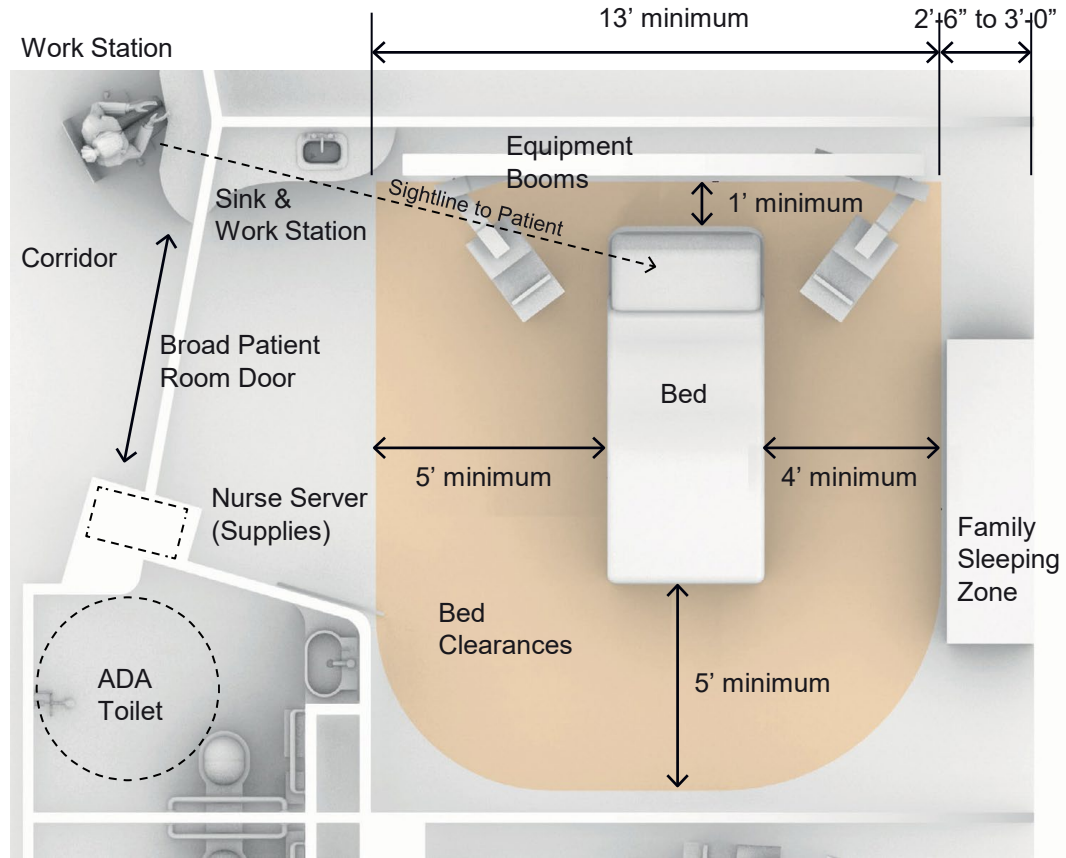 13’ minimum
2’-6” to 3’-0”
Work Station
Equipment
Booms
Sightline to Patient
1’ minimum
Sink &
Work Station
Corridor
Broad Patient
Room Door
Bed
5’ minimum
4’ minimum
Nurse Server
(Supplies)
Family
Sleeping
Zone
Bed
Clearances
ADA
Toilet
5’ minimum